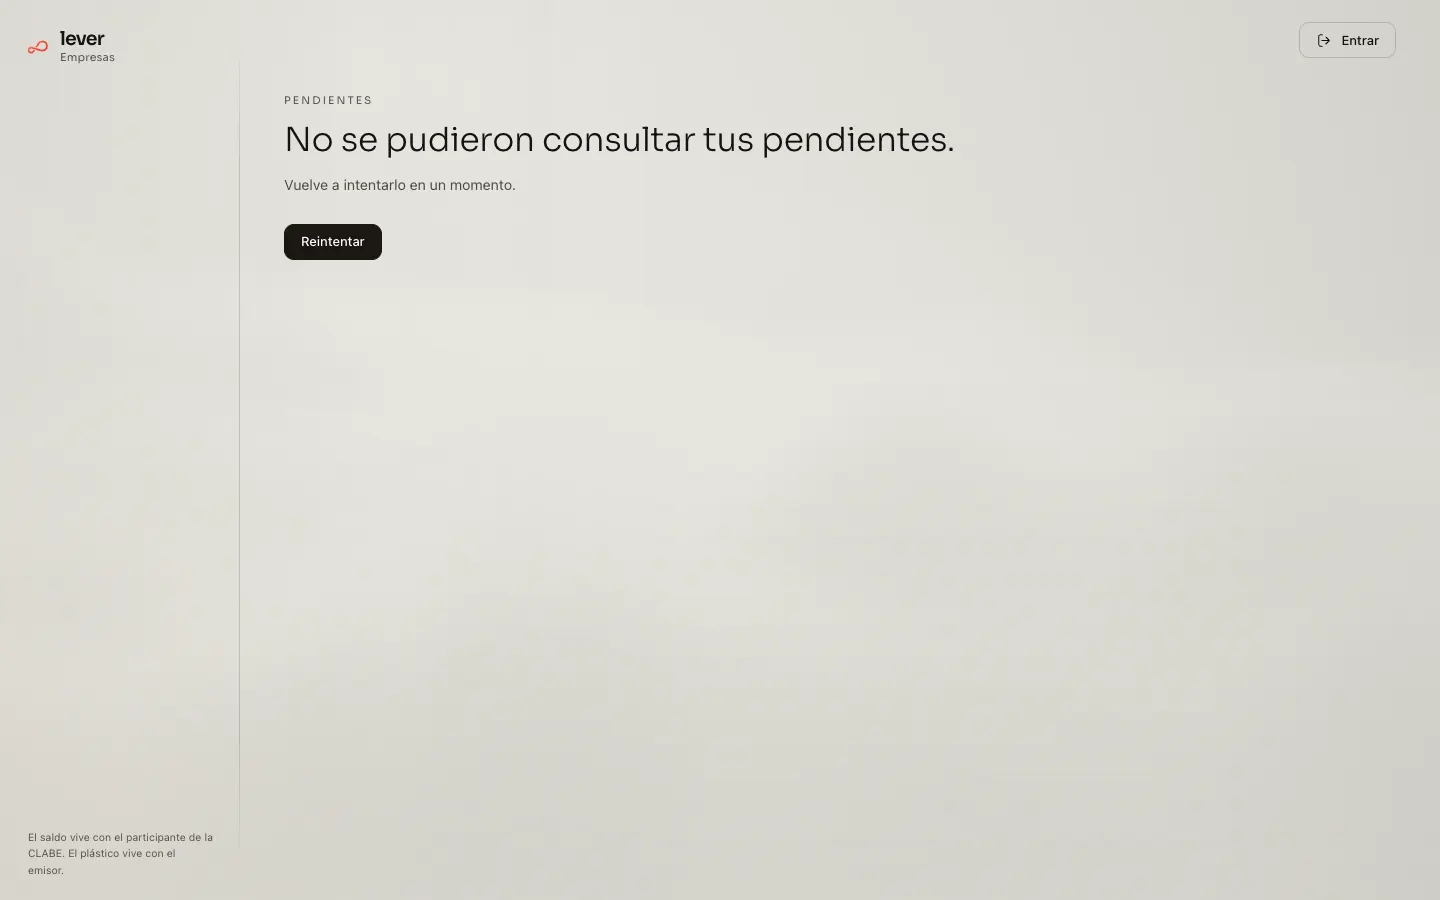 lever
Empresas
Entrar
PENDIENTES
No se pudieron consultar tus pendientes.
Vuelve a intentarlo en un momento.
Reintentar
El saldo vive con el participante de la
CLABE. El plástico vive con el
emisor.